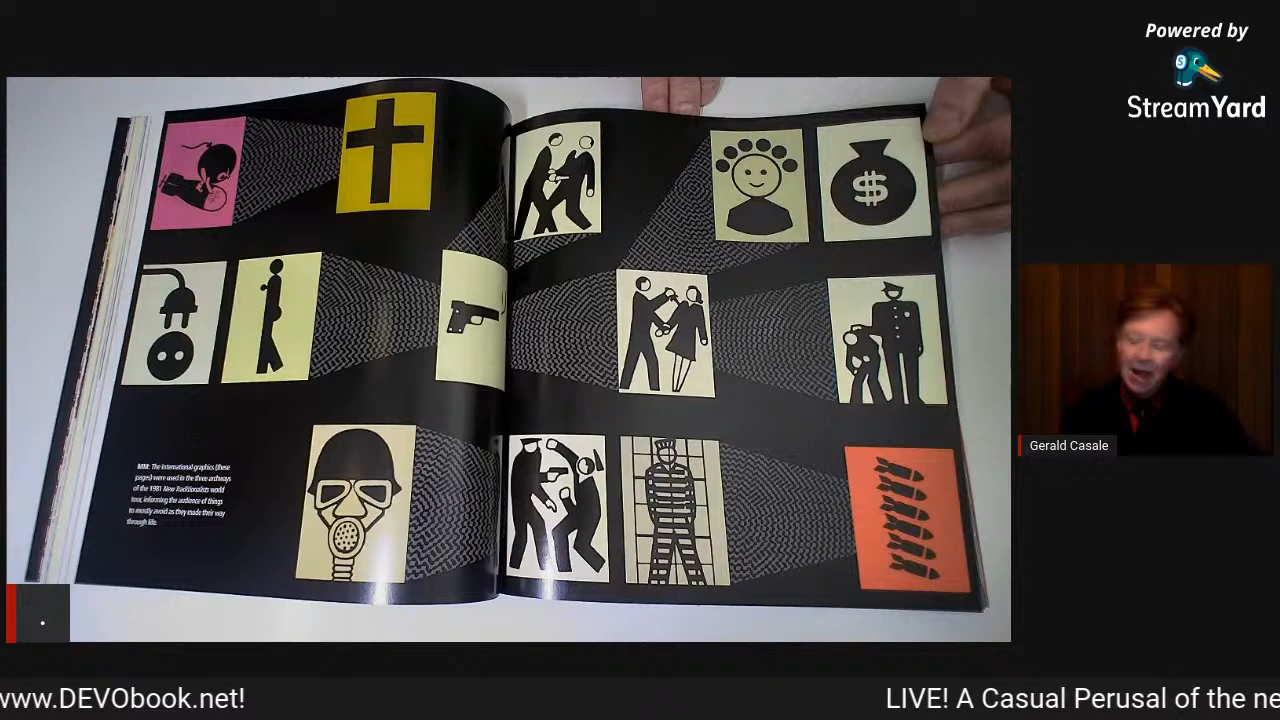 Powered by
StreamYard
$
MM: The international graphics (these
pages) were used in the three archways
of the 1981 New Traditionalists world
tour, informing the audience of things
to mostly avoid as they made their way
through life.
Gerald Casale
www.DEVObook.net!
LIVE! A Casual Perusal of the ne